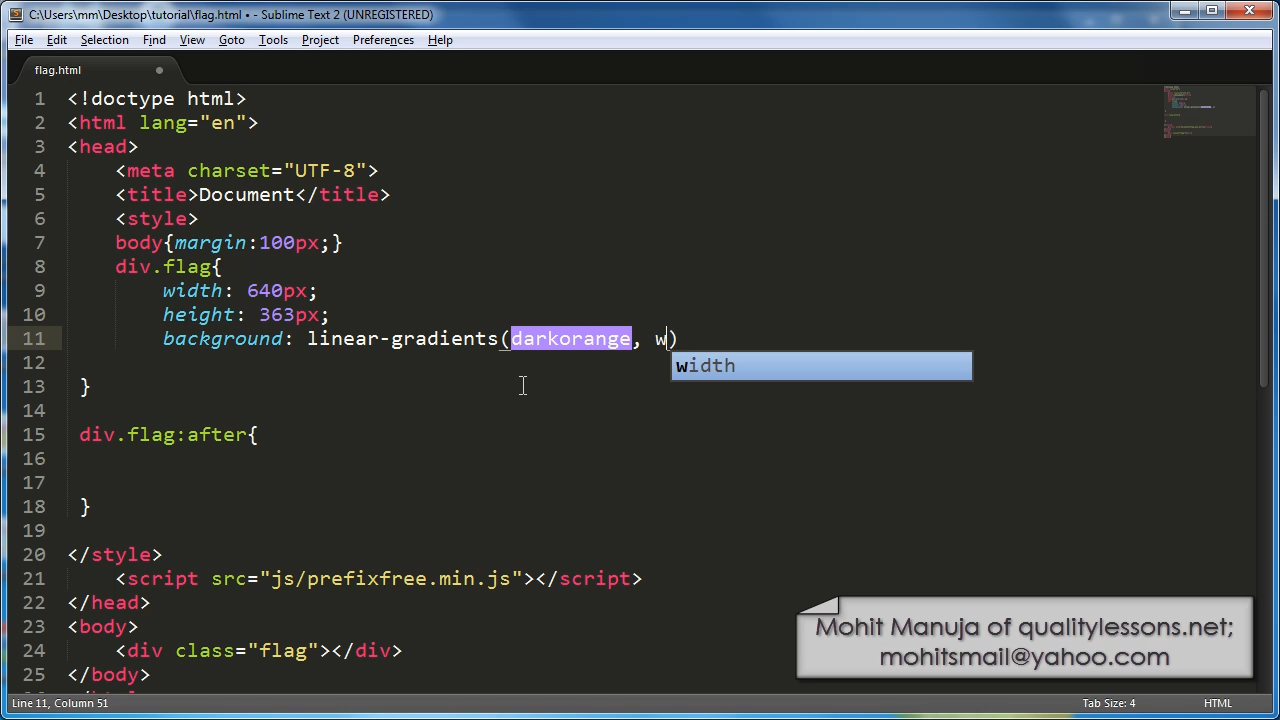 C:\Users\mm\Desktop\tutorial\flag.html • - Sublime Text 2 (UNREGISTERED)
File Edit Selection Find View Goto Tools Project Preferences Help
flag.html
1 <!doctype html>
2 <html lang="en">
3 <head>
4 <meta charset="UTF-8">
5 <title>Document</title>
6 <style>
7 body{margin:100px;}
8 div.flag{
9 width: 640px;
10 height: 363px;
11 background: linear-gradients(darkorange, w)
width
12
13 }
14
15 div.flag:after{
16
17
18 }
19
20 </style>
21 <script src="js/prefixfree.min.js"></script>
22 </head>
23 <body>
24 <div class="flag"></div>
25 </body>
Mohit Manuja of qualitylessons.net;
mohitsmail@yahoo.com
Line 11, Column 51 Tab Size: 4 HTML